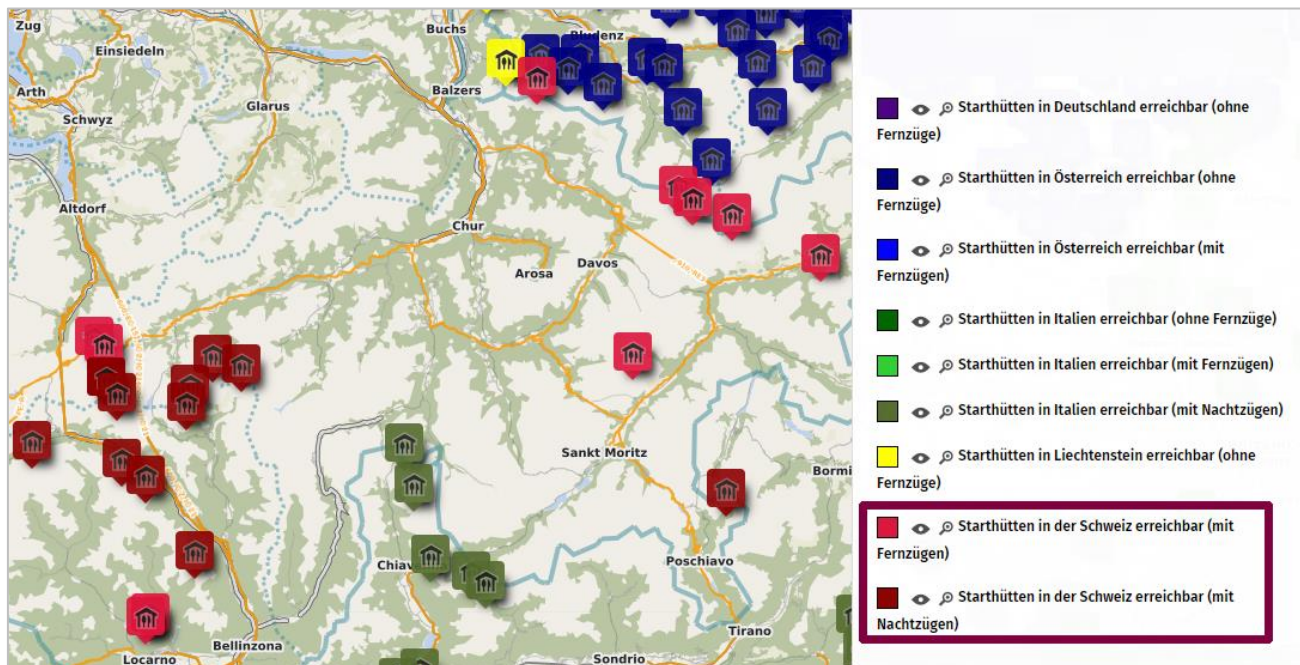 Zug
Einsiedeln
Buchs
Bludenz
Arth
Schwyz
Glarus
Balzers
Altdorf
Chur
Arosa
Davos
Sankt Moritz
Bormi
Chiav
Poschiavo
Tirano
Bellinzona
Locarno
Sondrio
Starthütten in Deutschland erreichbar (ohne
Fernzüge)
Starthütten in Österreich erreichbar (ohne
Fernzüge)
Starthütten in Österreich erreichbar (mit
Fernzügen)
Starthütten in Italien erreichbar (ohne Fernzüge)
Starthütten in Italien erreichbar (mit Fernzügen)
Starthütten in Italien erreichbar (mit Nachtzügen)
Starthütten in Liechtenstein erreichbar (ohne
Fernzüge)
Starthütten in der Schweiz erreichbar (mit
Fernzügen)
Starthütten in der Schweiz erreichbar (mit
Nachtzügen)